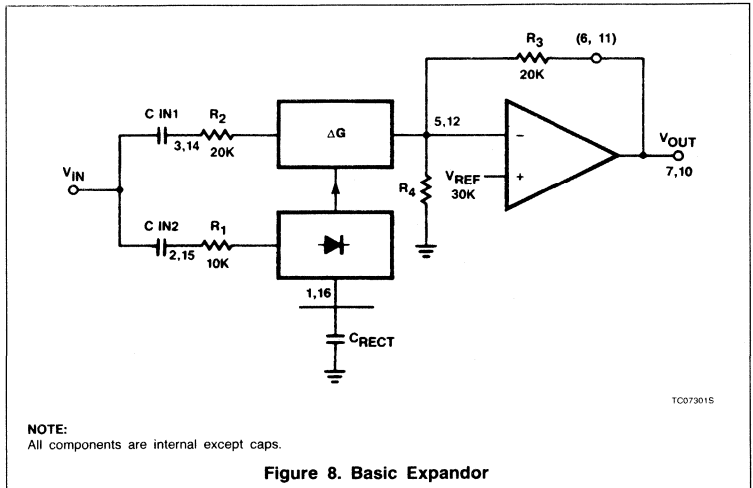 R3
(6, 11)
20K
C IN1
R2
3,14
20K
ΔG
5,12
−
VOUT
7,10
VIN
R4
VREF
30K
+
C IN2
R1
2,15
10K
1,16
CRECT
TC07301S
NOTE:
All components are internal except caps.
Figure 8. Basic Expandor